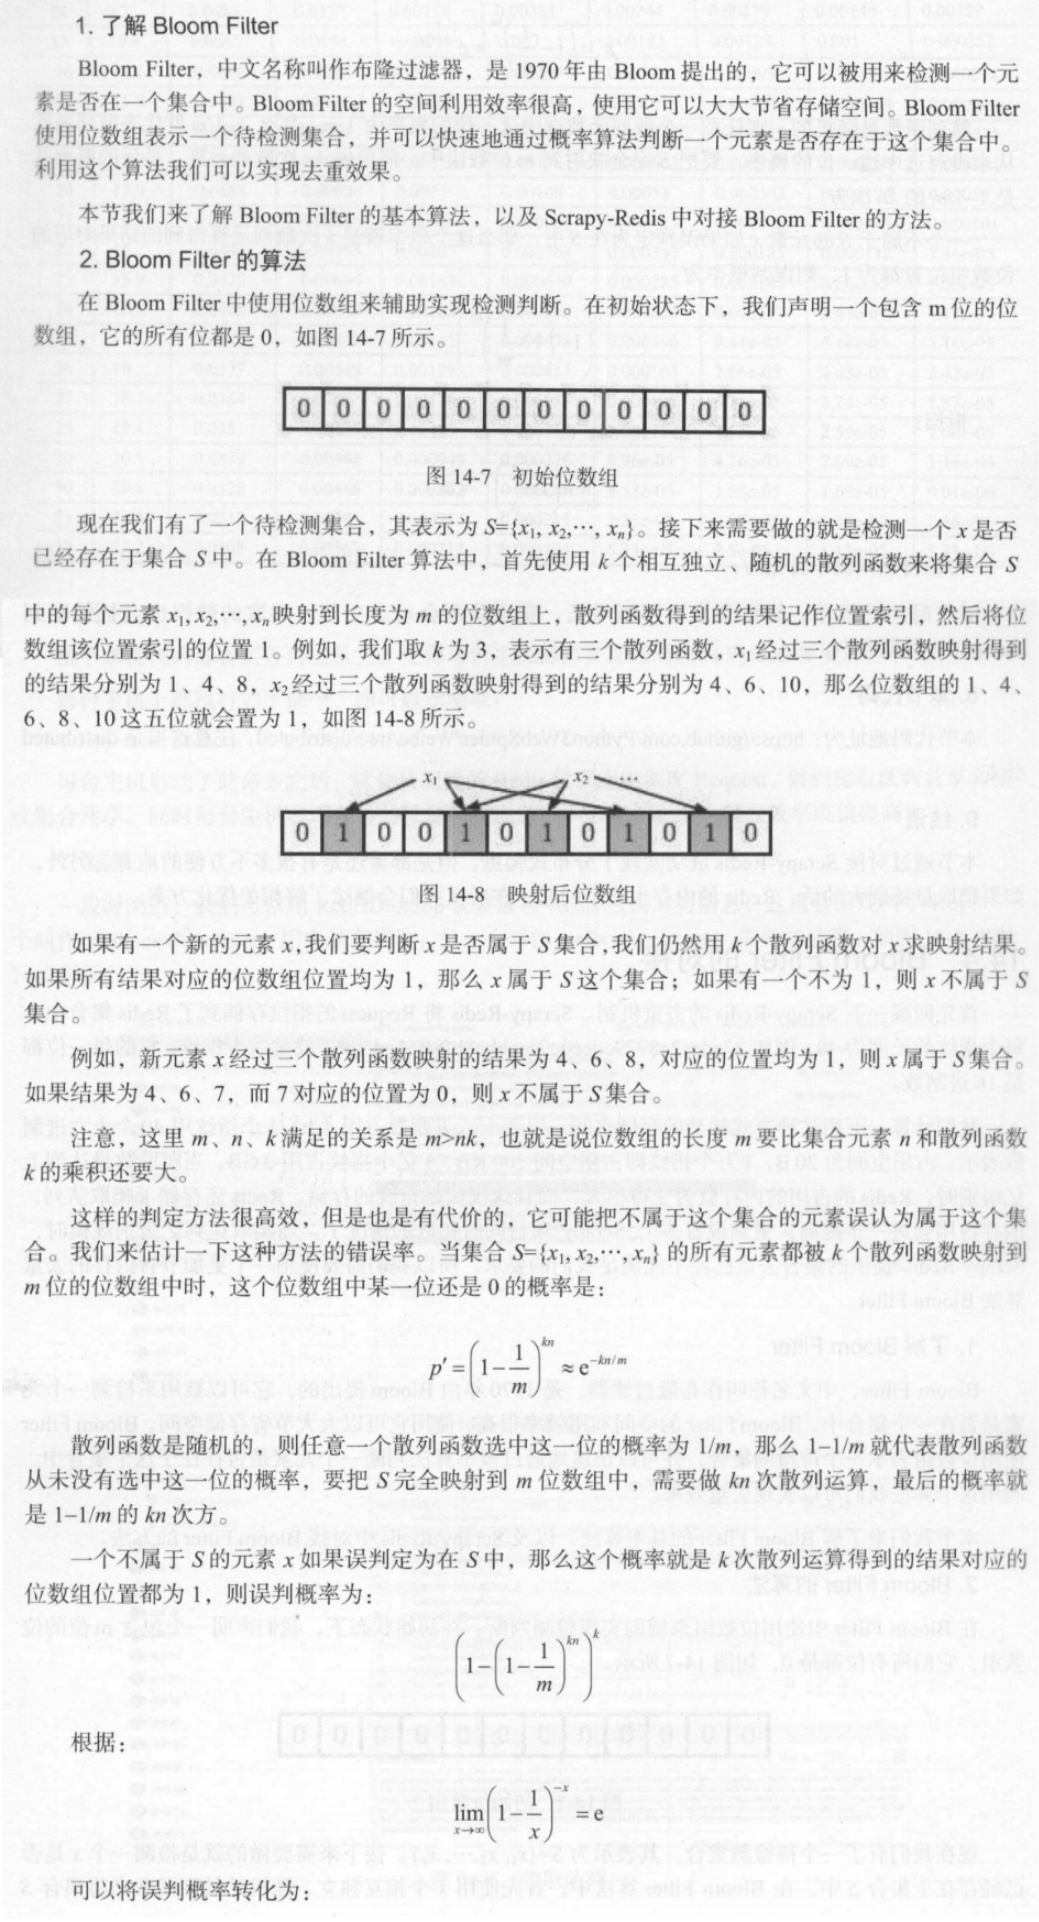 1. 了解 Bloom Filter
Bloom Filter，中文名称叫作布隆过滤器，是 1970 年由 Bloom 提出的，它可以被用来检测一个元
素是否在一个集合中。Bloom Filter 的空间利用效率很高，使用它可以大大节省存储空间。Bloom Filter
使用位数组表示一个待检测集合，并可以快速地通过概率算法判断一个元素是否存在于这个集合中。
利用这个算法我们可以实现去重效果。
本节我们来了解 Bloom Filter 的基本算法，以及 Scrapy-Redis 中对接 Bloom Filter 的方法。
2. Bloom Filter 的算法
在 Bloom Filter 中使用位数组来辅助实现检测判断。在初始状态下，我们声明一个包含 m 位的位
数组，它的所有位都是 0，如图 14-7 所示。
0 0 0 0 0 0 0 0 0 0 0 0
图 14-7 初始位数组
现在我们有了一个待检测集合，其表示为 S={x₁, x₂,…, xₙ}。接下来需要做的就是检测一个 x 是否
已经存在于集合 S 中。在 Bloom Filter 算法中，首先使用 k 个相互独立、随机的散列函数来将集合 S
中的每个元素 x₁, x₂,…, xₙ 映射到长度为 m 的位数组上，散列函数得到的结果记作位置索引，然后将位
数组该位置索引的位置 1。例如，我们取 k 为 3，表示有三个散列函数，x₁ 经过三个散列函数映射得到
的结果分别为 1、4、8，x₂ 经过三个散列函数映射得到的结果分别为 4、6、10，那么位数组的 1、4、
6、8、10 这五位就会置为 1，如图 14-8 所示。
x₁ x₂ ……
0 1 0 0 1 0 1 0 1 0 1 0
图 14-8 映射后位数组
如果有一个新的元素 x，我们要判断 x 是否属于 S 集合，我们仍然用 k 个散列函数对 x 求映射结果。
如果所有结果对应的位数组位置均为 1，那么 x 属于 S 这个集合；如果有一个不为 1，则 x 不属于 S
集合。
例如，新元素 x 经过三个散列函数映射的结果为 4、6、8，对应的位置均为 1，则 x 属于 S 集合。
如果结果为 4、6、7，而 7 对应的位置为 0，则 x 不属于 S 集合。
注意，这里 m、n、k 满足的关系是 m>nk，也就是说位数组的长度 m 要比集合元素 n 和散列函数
k 的乘积还要大。
这样的判定方法很高效，但是也是有代价的，它可能把不属于这个集合的元素误认为属于这个集
合。我们来估计一下这种方法的错误率。当集合 S={x₁, x₂,…, xₙ} 的所有元素都被 k 个散列函数映射到
m 位的位数组中时，这个位数组中某一位还是 0 的概率是：
p′=(1−1/m)^kn≈e^−kn/m
散列函数是随机的，则任意一个散列函数选中这一位的概率为 1/m，那么 1−1/m 就代表散列函数
从未没有选中这一位的概率，要把 S 完全映射到 m 位数组中，需要做 kn 次散列运算，最后的概率就
是 1−1/m 的 kn 次方。
一个不属于 S 的元素 x 如果误判定为在 S 中，那么这个概率就是 k 次散列运算得到的结果对应的
位数组位置都为 1，则误判概率为：
(1−(1−1/m)^kn)^k
根据：
lim x→∞ (1−1/x)^−x=e
可以将误判概率转化为：